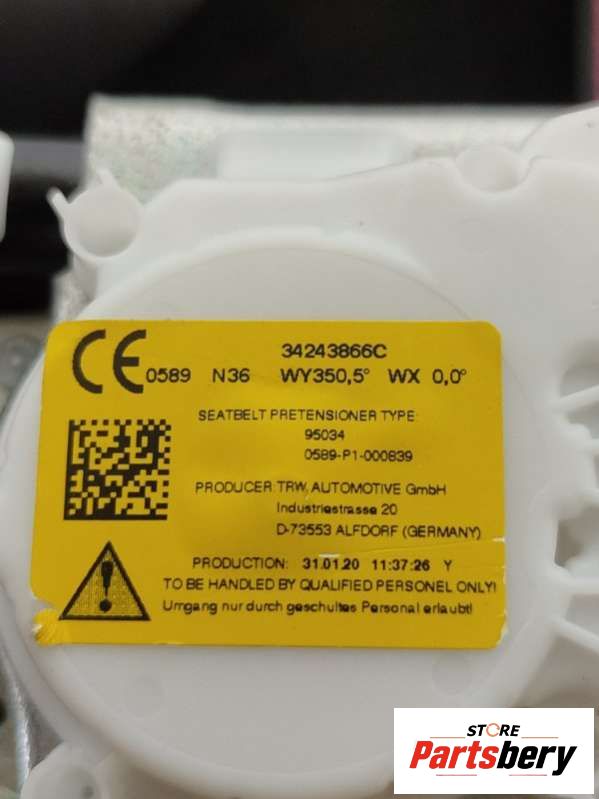 34243866C
CE 0589 N36 WY350,5° WX 0,0°
SEATBELT PRETENSIONER TYPE:
95034
0589-P1-000839
PRODUCER: TRW AUTOMOTIVE GmbH
Industriestrasse 20
D-73553 ALFDORF (GERMANY)
PRODUCTION: 31.01.20 11:37:26 Y
TO BE HANDLED BY QUALIFIED PERSONEL ONLY!
Umgang nur durch geschultes Personal erlaubt!
STORE
Partsbery